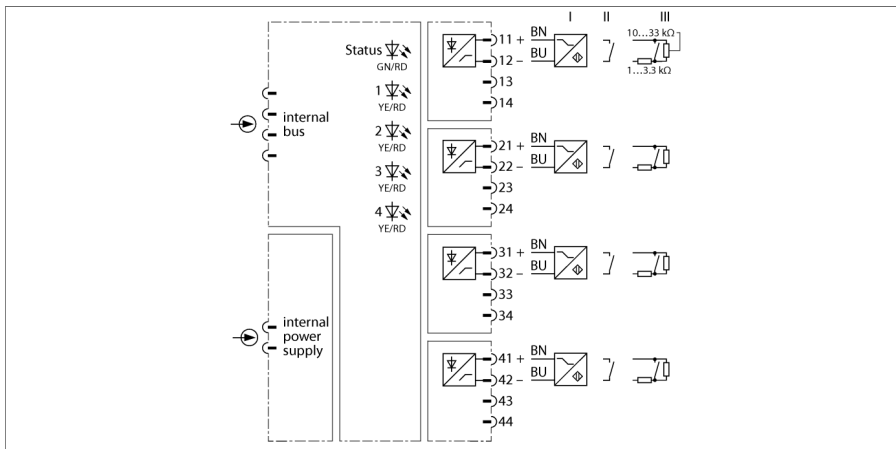 I II III
10…33 kΩ
Status
GN/RD
11 + BN
12 – BU
1…3.3 kΩ
13
14
1
YE/RD
internal
bus
2
YE/RD
21 + BN
22 – BU
23
24
3
YE/RD
4
YE/RD
31 + BN
32 – BU
33
34
internal
power
supply
41 + BN
42 – BU
43
44